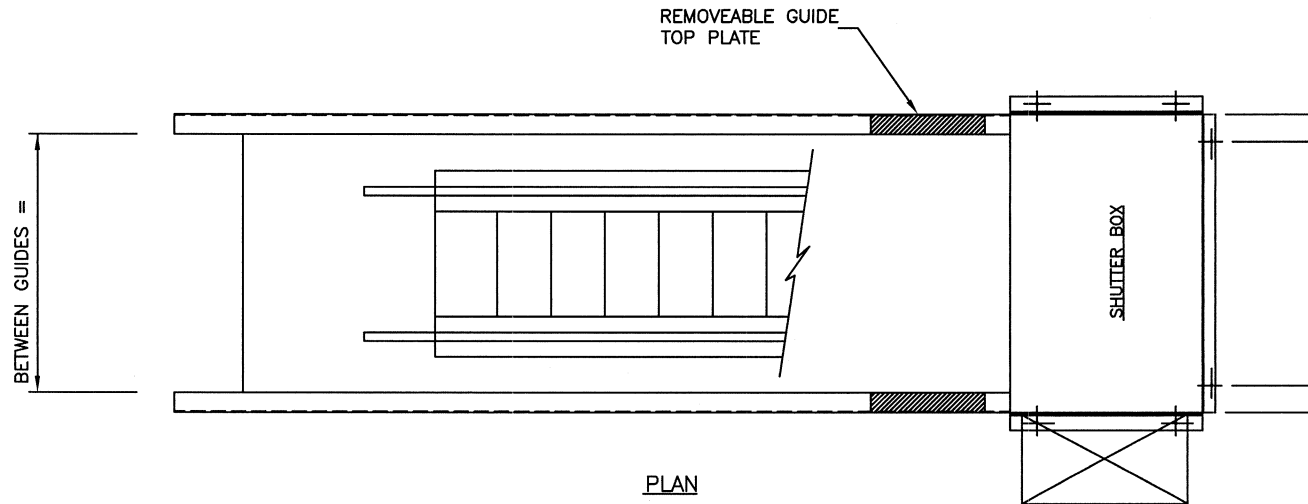 REMOVEABLE GUIDE
TOP PLATE
BETWEEN GUIDES =
SHUTTER BOX
PLAN